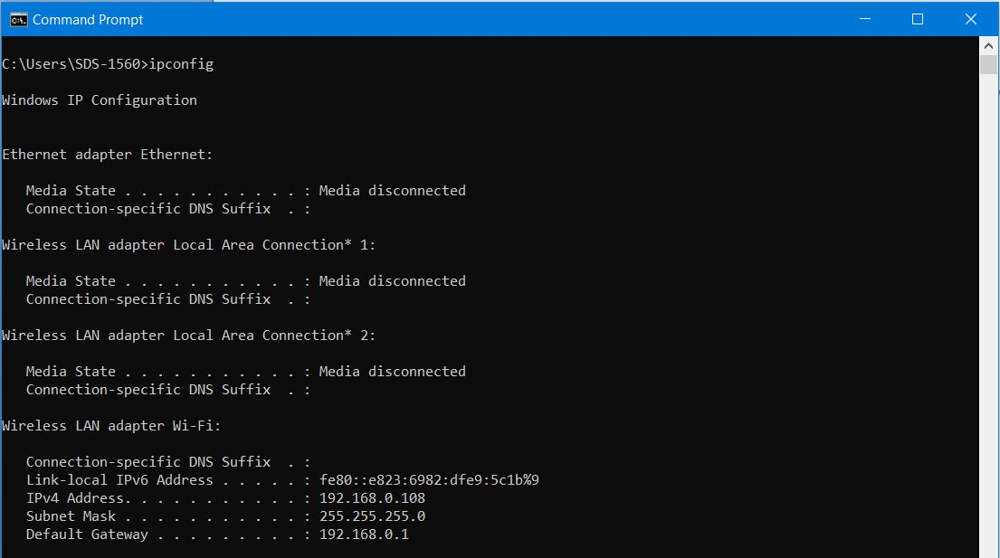 Command Prompt
C:\Users\SDS-1560>ipconfig
Windows IP Configuration
Ethernet adapter Ethernet:
   Media State . . . . . . . . . . . : Media disconnected
   Connection-specific DNS Suffix  . :
Wireless LAN adapter Local Area Connection* 1:
   Media State . . . . . . . . . . . : Media disconnected
   Connection-specific DNS Suffix  . :
Wireless LAN adapter Local Area Connection* 2:
   Media State . . . . . . . . . . . : Media disconnected
   Connection-specific DNS Suffix  . :
Wireless LAN adapter Wi-Fi:
   Connection-specific DNS Suffix  . :
   Link-local IPv6 Address . . . . . : fe80::e823:6982:dfe9:5c1b%9
   IPv4 Address. . . . . . . . . . . : 192.168.0.108
   Subnet Mask . . . . . . . . . . . : 255.255.255.0
   Default Gateway . . . . . . . . . : 192.168.0.1